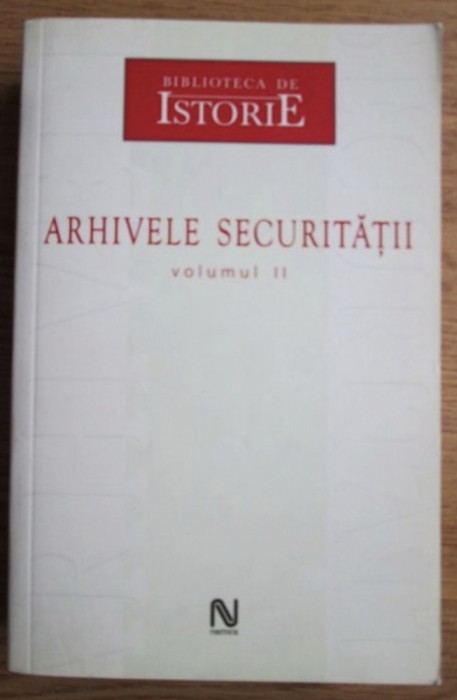 BIBLIOTECA DE
ISTORIE
ARHIVELE SECURITĂȚII
volumul II
N
nemira